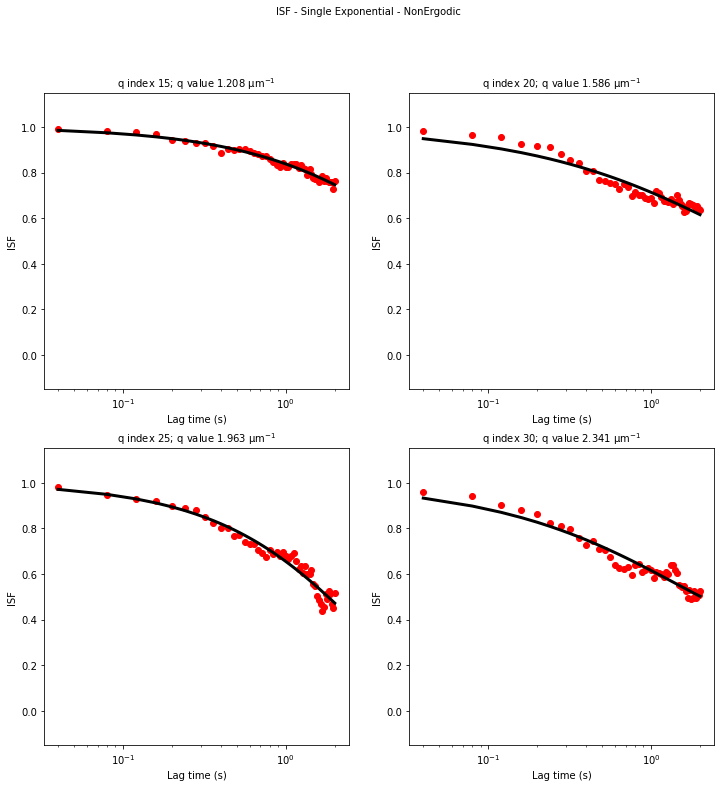 ISF - Single Exponential - NonErgodic
q index 15; q value 1.208 μm⁻¹
q index 20; q value 1.586 μm⁻¹
1.0
0.8
0.6
0.4
0.2
0.0
ISF
10⁻¹
10⁰
Lag time (s)
1.0
0.8
0.6
0.4
0.2
0.0
ISF
10⁻¹
10⁰
Lag time (s)
q index 25; q value 1.963 μm⁻¹
q index 30; q value 2.341 μm⁻¹
1.0
0.8
0.6
0.4
0.2
0.0
ISF
10⁻¹
10⁰
Lag time (s)
1.0
0.8
0.6
0.4
0.2
0.0
ISF
10⁻¹
10⁰
Lag time (s)